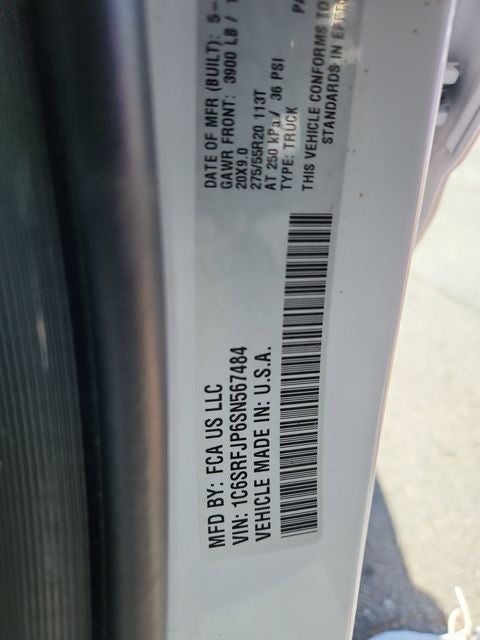 MFD BY: FCA US LLC
VIN: 1C6SRFJP6SN567484
VEHICLE MADE IN: U.S.A.
DATE OF MFR (BUILT): 5-
GAWR FRONT: 3900 LB /
20X9.0
275/55R20 113T
AT 250 kPa/ 36 PSI
TYPE: TRUCK
THIS VEHICLE CONFORMS TO
STANDARDS IN